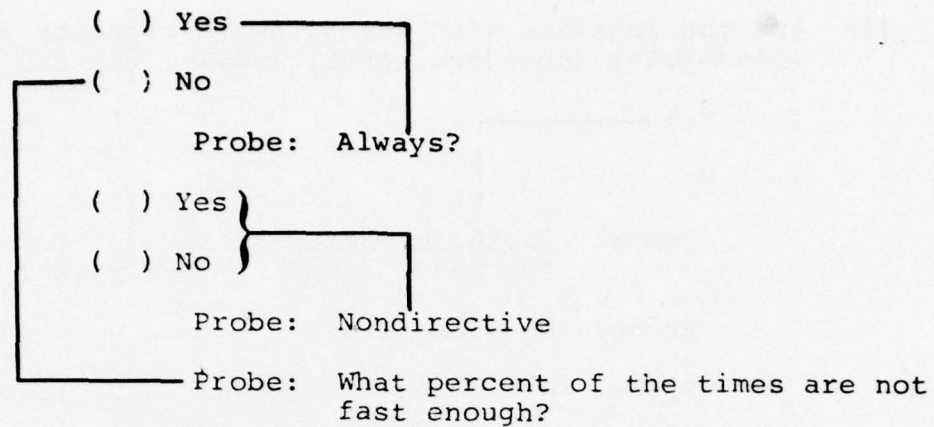 ( ) Yes
( ) No
Probe: Always?
( ) Yes
( ) No
Probe: Nondirective
Probe: What percent of the times are not
fast enough?